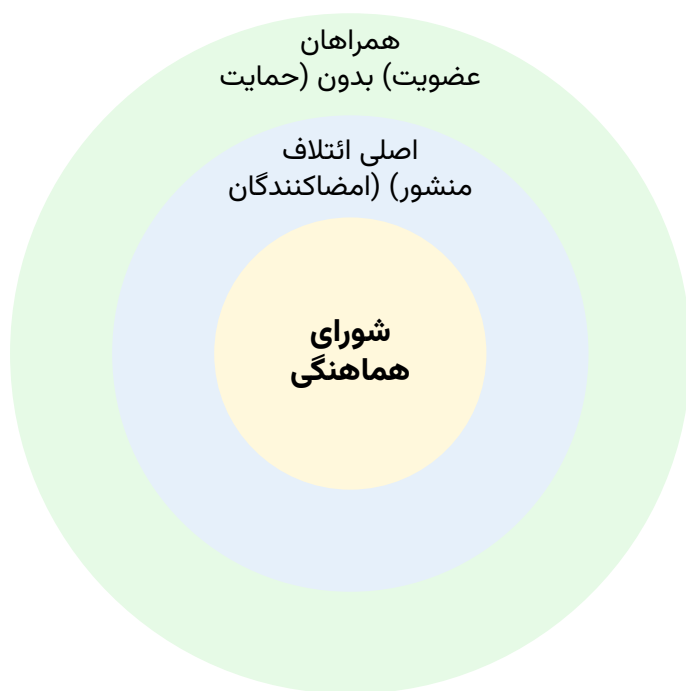 همراهان
عضویت) بدون (حمایت
اصلی ائتلاف
منشور) (امضاکنندگان
شورای
هماهنگی